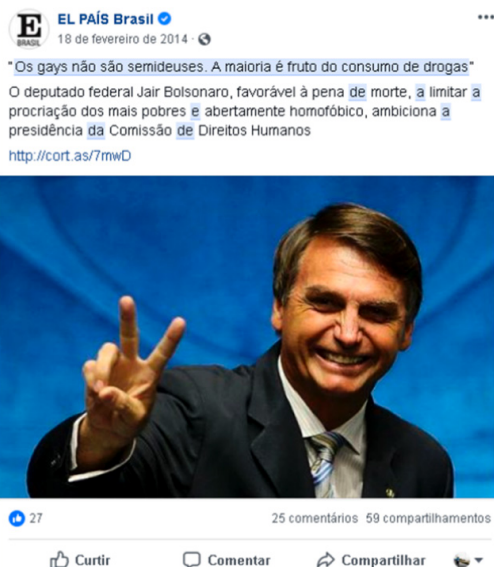 EL PAÍS Brasil
E
BRASIL
18 de fevereiro de 2014 ·
"Os gays não são semideuses. A maioria é fruto do consumo de drogas"
O deputado federal Jair Bolsonaro, favorável à pena de morte, a limitar a
procriação dos mais pobres e abertamente homofóbico, ambiciona a
presidência da Comissão de Direitos Humanos
http://cort.as/7mwD
27
25 comentários 59 compartilhamentos
Curtir Comentar Compartilhar